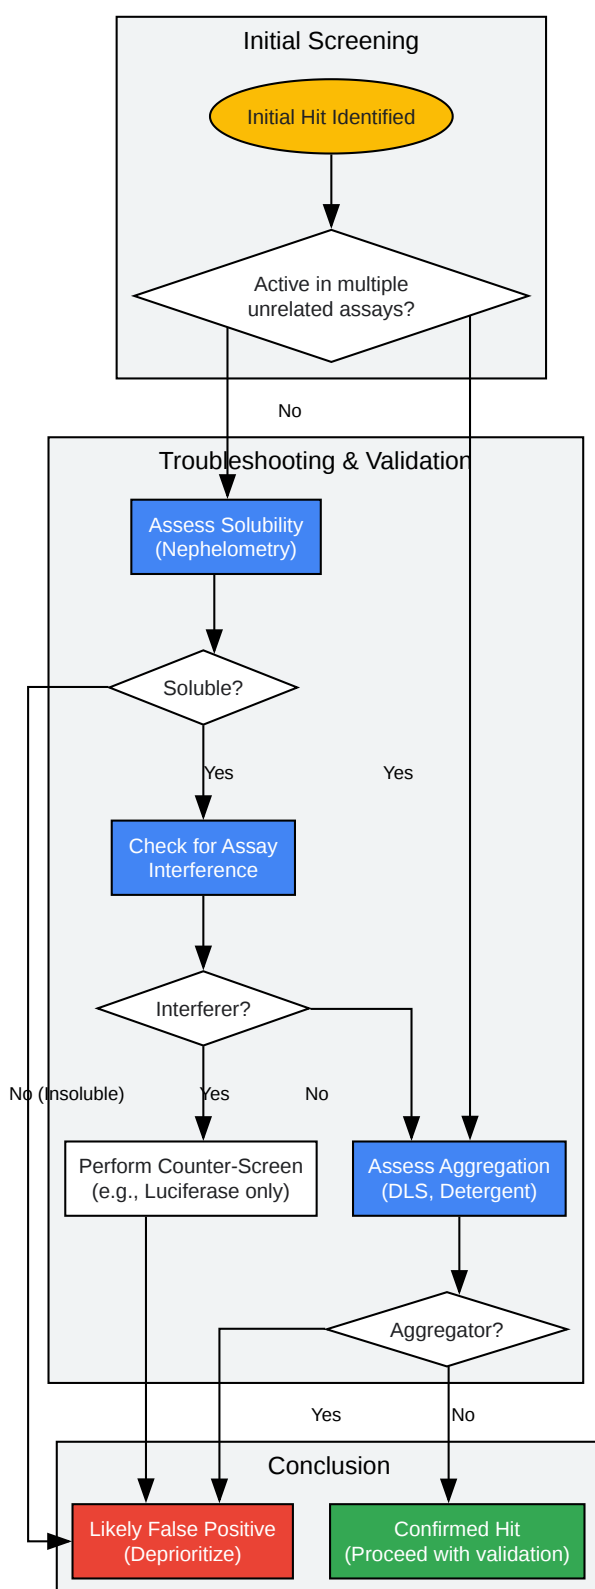 Initial Screening
Initial Hit Identified
Active in multiple
unrelated assays?
No
Troubleshooting & Validation
Assess Solubility
(Nephelometry)
Soluble?
Yes
Yes
Check for Assay
Interference
Interferer?
No (Insoluble)
Yes
No
Perform Counter-Screen
(e.g., Luciferase only)
Assess Aggregation
(DLS, Detergent)
Aggregator?
Yes
No
Conclusion
Likely False Positive
(Deprioritize)
Confirmed Hit
(Proceed with validation)